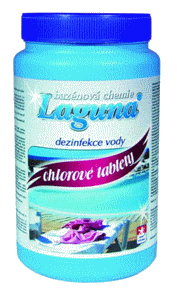 bazénová chemie
Laguna
dezinfekce vody
chlorové tablety